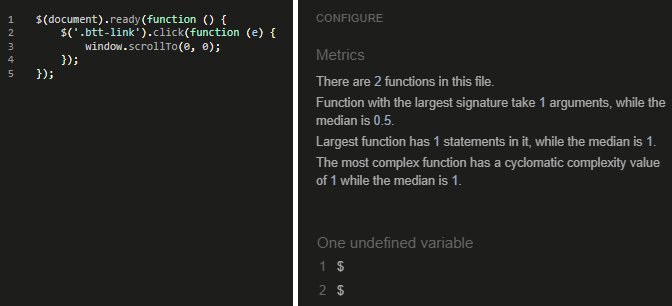 1 $(document).ready(function () {
2 $('.btt-link').click(function (e) {
3 window.scrollTo(0, 0);
4 });
5 });
CONFIGURE
Metrics
There are 2 functions in this file.
Function with the largest signature take 1 arguments, while the
median is 0.5.
Largest function has 1 statements in it, while the median is 1.
The most complex function has a cyclomatic complexity value
of 1 while the median is 1.
One undefined variable
1 $
2 $